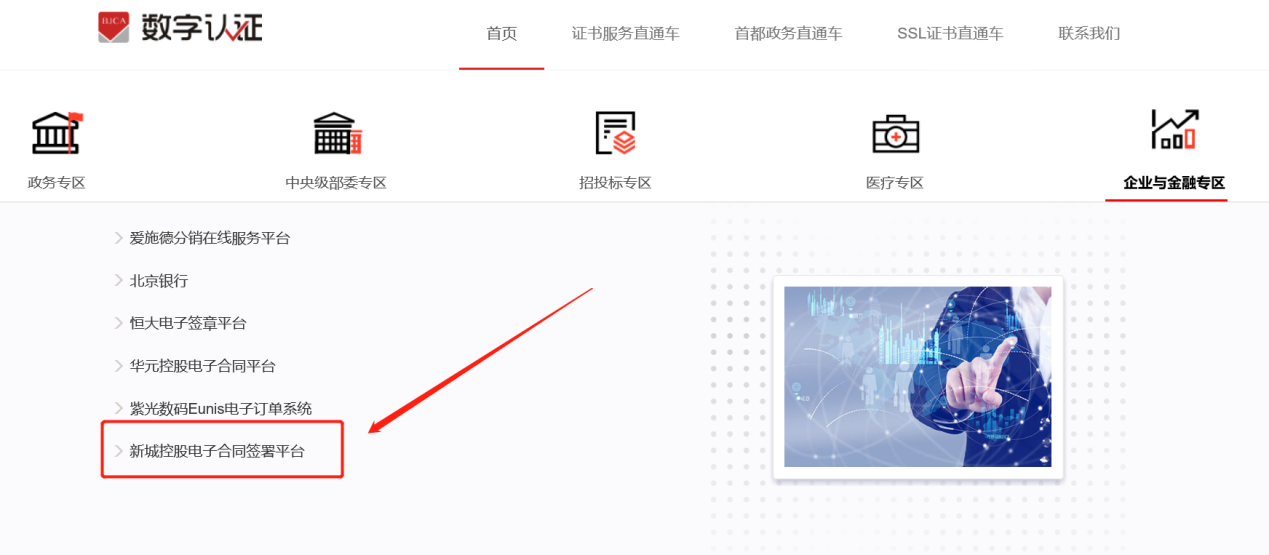 BJCA 数字认证
首页 证书服务直通车 首都政务直通车 SSL证书直通车 联系我们
政务专区 中央级部委专区 招投标专区 医疗专区 企业与金融专区
爱施德分销在线服务平台
北京银行
恒大电子签章平台
华元控股电子合同平台
紫光数码Eunis电子订单系统
新城控股电子合同签署平台